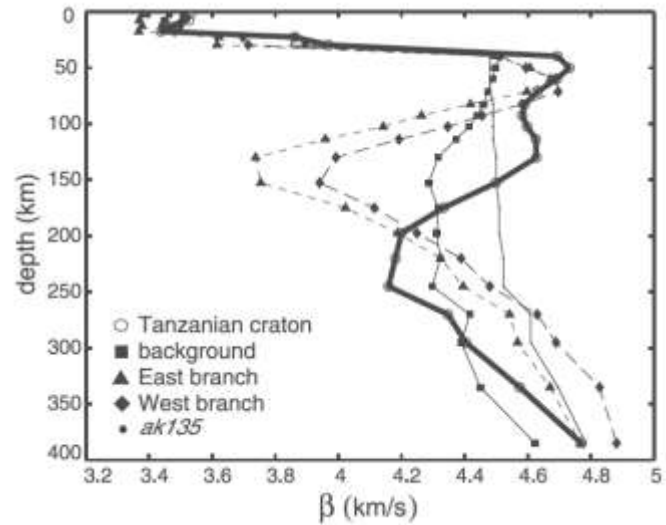 0
50
100
150
200
250
300
350
400
depth (km)
Tanzanian craton
background
East branch
West branch
ak135
3.2 3.4 3.6 3.8 4 4.2 4.4 4.6 4.8 5
β (km/s)